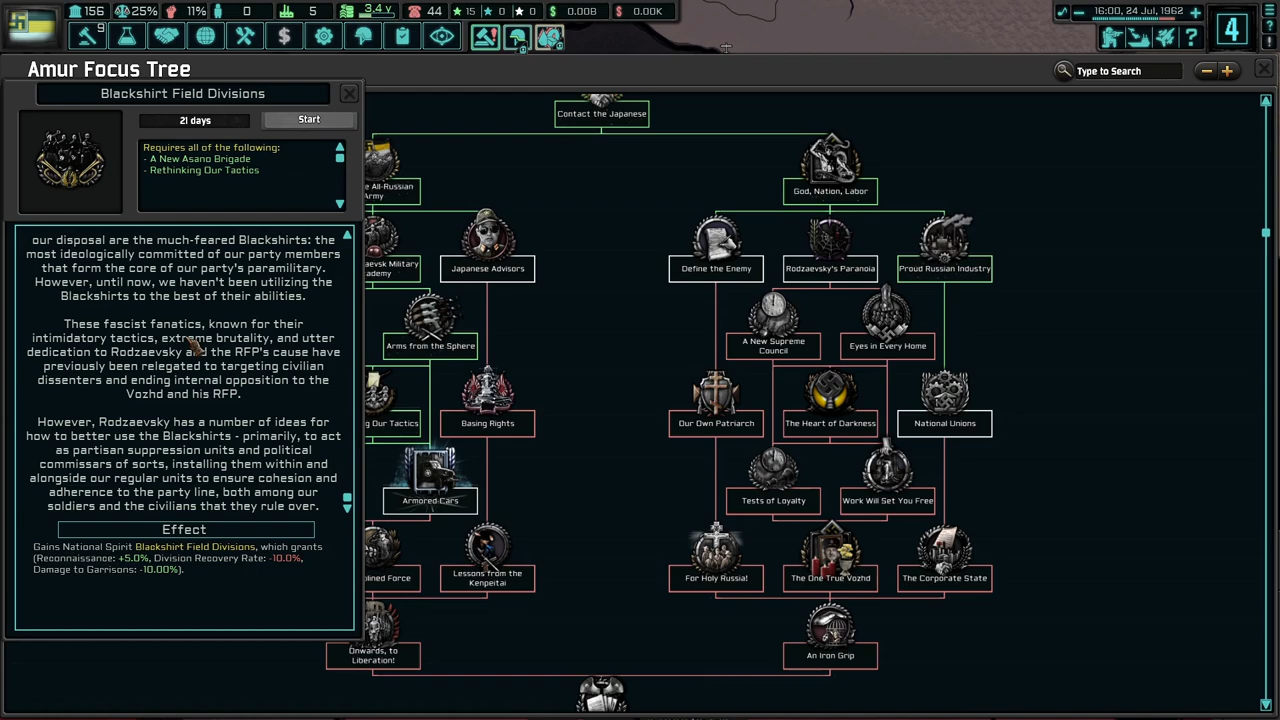 156 25% 11% 0 5 3.4 v 44 15 0 0 0.00B 0.00K 16:00, 24 Jul, 1962
9
4
Amur Focus Tree
Type to Search
Blackshirt Field Divisions
21 days
Start
Requires all of the following:
- A New Asano Brigade
- Rethinking Our Tactics
our disposal are the much-feared Blackshirts: the
most ideologically committed of our party members
that form the core of our party's paramilitary.
However, until now, we haven't been utilizing the
Blackshirts to the best of their abilities.
These fascist fanatics, known for their
intimidatory tactics, extreme brutality, and utter
dedication to Rodzaevsky and the RFP's cause have
previously been relegated to targeting civilian
dissenters and ending internal opposition to the
Vozhd and his RFP.
However, Rodzaevsky has a number of ideas for
how to better use the Blackshirts - primarily, to act
as partisan suppression units and political
commissars of sorts, installing them within and
alongside our regular units to ensure cohesion and
adherence to the party line, both among our
soldiers and the civilians that they rule over.
Effect
Gains National Spirit Blackshirt Field Divisions, which grants
(Reconnaissance: +5.0%, Division Recovery Rate: -10.0%,
Damage to Garrisons: -10.00%).
Contact the Japanese
e All-Russian
Army
God, Nation, Labor
aevsk Military
ademy
Japanese Advisors
Define the Enemy
Rodzaevsky's Paranoia
Proud Russian Industry
Arms from the Sphere
A New Supreme
Council
Eyes in Every Home
g Our Tactics
Basing Rights
Our Own Patriarch
The Heart of Darkness
National Unions
Armored Cars
Tests of Loyalty
Work Will Set You Free
plined Force
Lessons from the
Kenpeitai
For Holy Russia!
The One True Vozhd
The Corporate State
Onwards, to
Liberation!
An Iron Grip